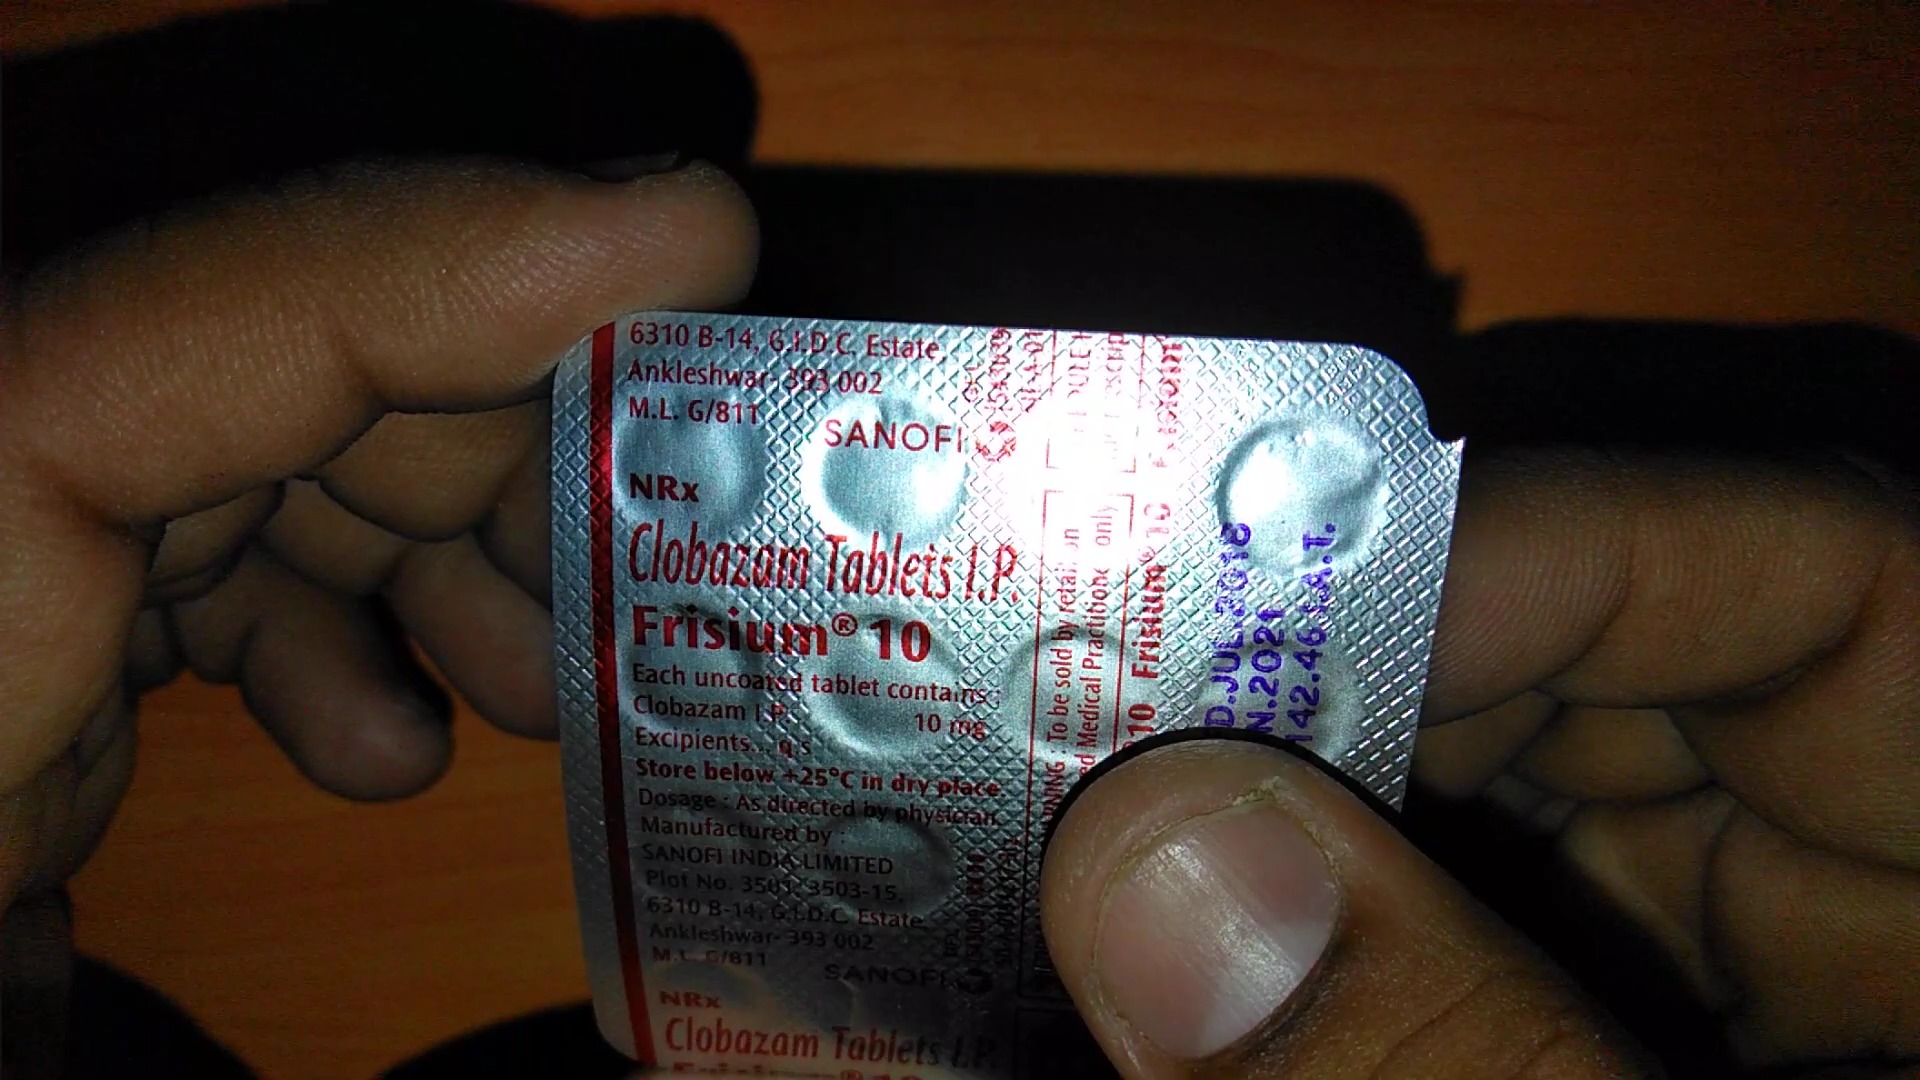 6310 B-14, G.I.D.C. Estate,
Ankleshwar- 393 002
M.L. G/811
SANOFI
NRx
Clobazam Tablets I.P.
Frisium® 10
Each uncoated tablet contains :
Clobazam I.P. 10 mg
Excipients... q.s
Store below +25°C in dry place
Dosage : As directed by physician.
Manufactured by :
SANOFI INDIA LIMITED
Plot No. 3501, 3503-15,
6310 B-14, G.I.D.C. Estate,
Ankleshwar- 393 002
M.L. G/811
SANOFI
NRx
Clobazam Tablets I.P.
Frisium® 10
: To be sold by retail on
Medical Practitione only
10 Frisium® 10
D.JUL.2018
N.2021
142.46 I.A.T.